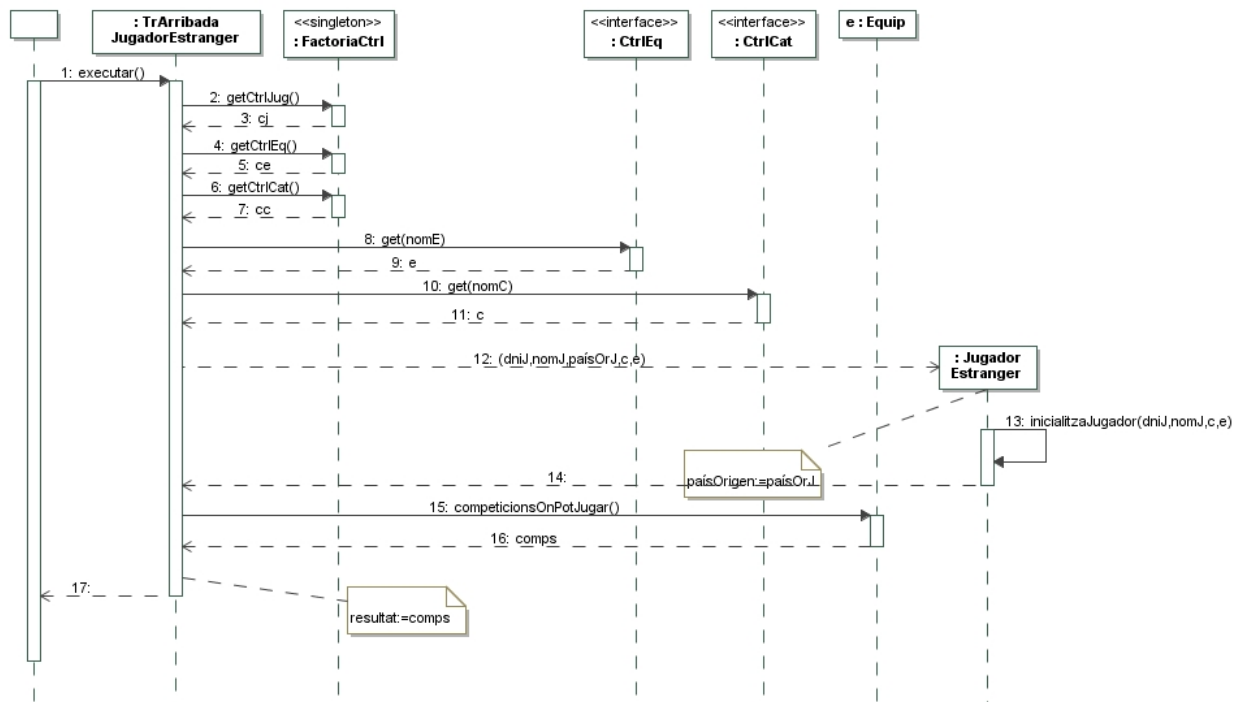 : TrArribada
JugadorEstranger
<<singleton>>
: FactoriaCtrl
<<interface>>
: CtrlEq
<<interface>>
: CtrlCat
e : Equip
1: executar()
2: getCtrlJug()
3: cj
4: getCtrlEq()
5: ce
6: getCtrlCat()
7: cc
8: get(nomE)
9: e
10: get(nomC)
11: c
12: (dniJ,nomJ,paísOrJ,c,e)
: Jugador
Estranger
13: inicialitzaJugador(dniJ,nomJ,c,e)
14:
paísOrigen:=paísOrJ
15: competicionsOnPotJugar()
16: comps
17:
resultat:=comps